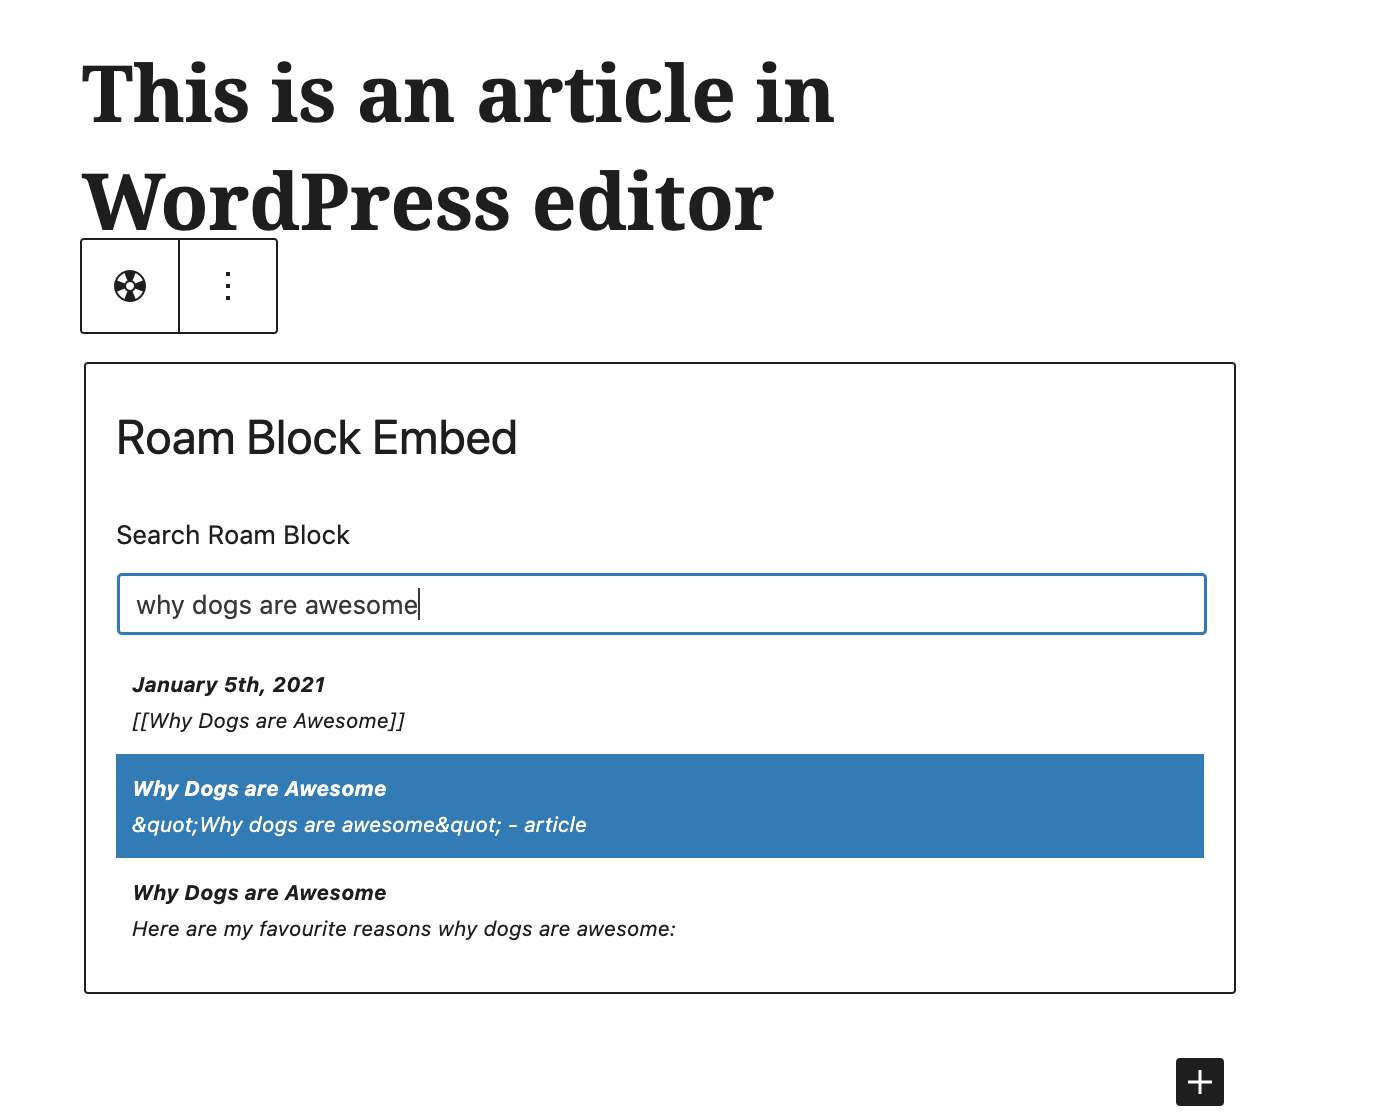 This is an article in
WordPress editor
Roam Block Embed
Search Roam Block
why dogs are awesome
January 5th, 2021
[[Why Dogs are Awesome]]
Why Dogs are Awesome
&quot;Why dogs are awesome&quot; - article
Why Dogs are Awesome
Here are my favourite reasons why dogs are awesome: